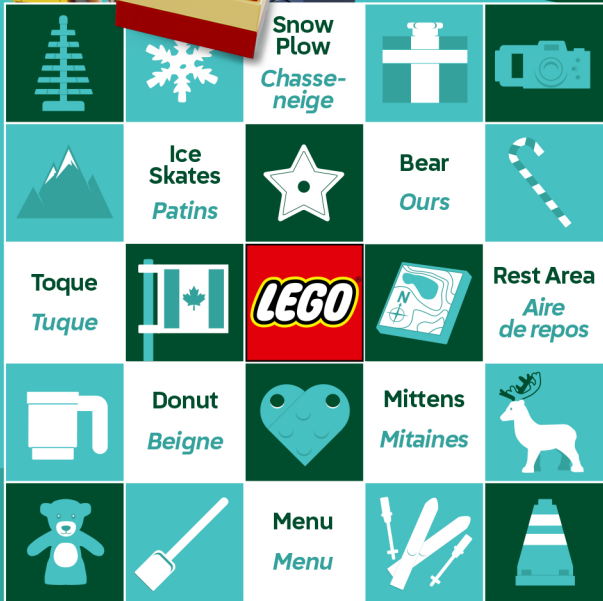 Snow
Plow
Chasse-
neige
Ice
Skates
Patins
Bear
Ours
Toque
Tuque
LEGO
N
Rest Area
Aire
de repos
Donut
Beigne
Mittens
Mitaines
Menu
Menu